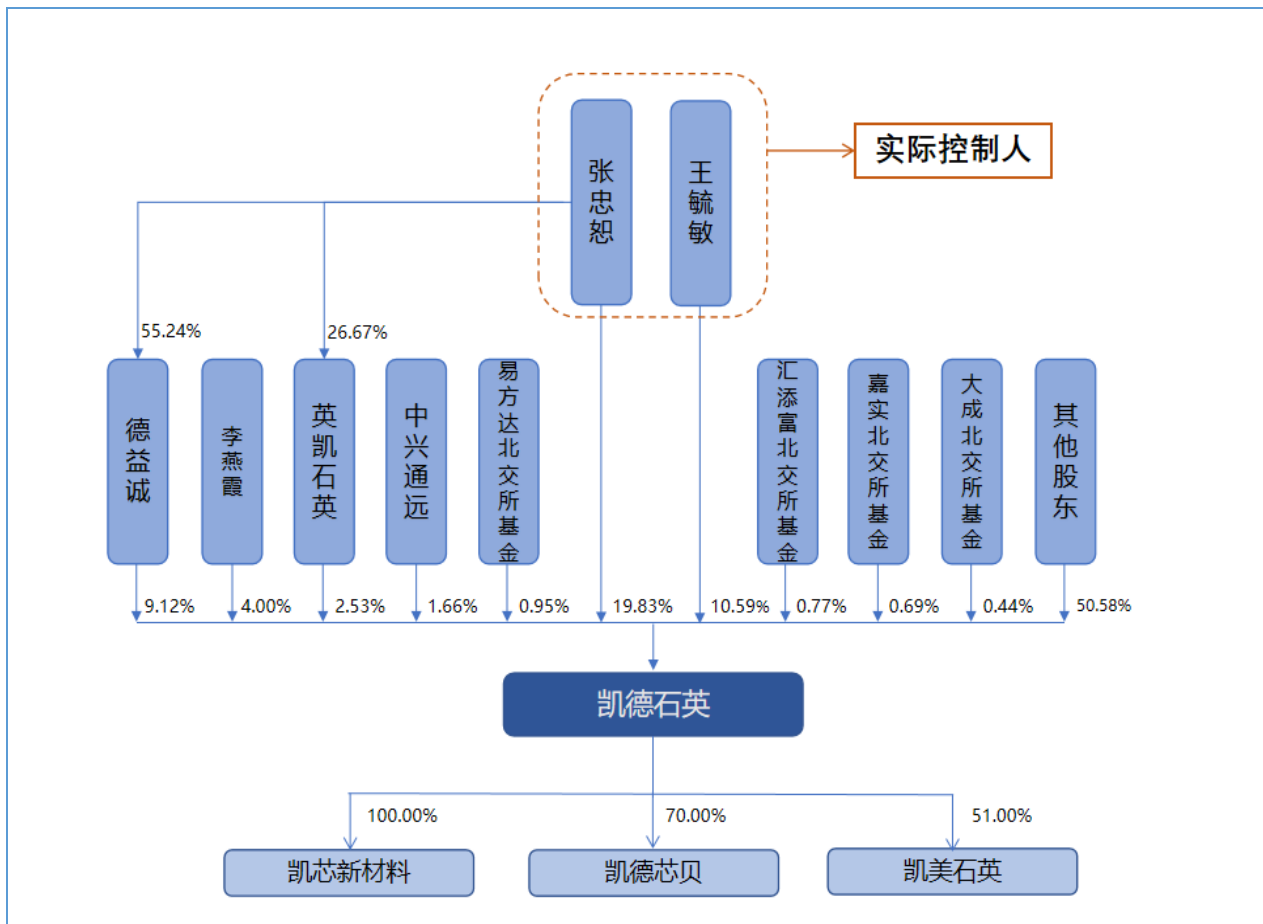 张忠恕
王毓敏
实际控制人
55.24%
26.67%
德益诚
李燕霞
英凯石英
中兴通远
易方达北交所基金
汇添富北交所基金
嘉实北交所基金
大成北交所基金
其他股东
9.12%
4.00%
2.53%
1.66%
0.95%
19.83%
10.59%
0.77%
0.69%
0.44%
50.58%
凯德石英
100.00%
70.00%
51.00%
凯芯新材料
凯德芯贝
凯美石英